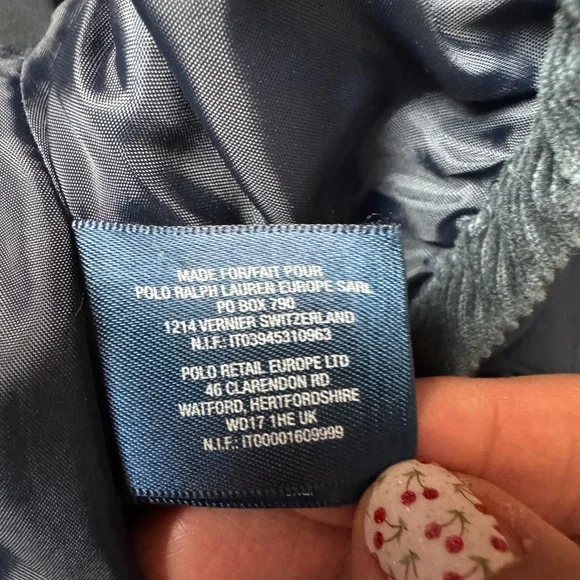 MADE FOR/FAIT POUR
POLO RALPH LAUREN EUROPE SARL
PO BOX 790
1214 VERNIER SWITZERLAND
N.I.F.: IT03945310963
POLO RETAIL EUROPE LTD
46 CLARENDON RD
WATFORD, HERTFORDSHIRE
WD17 1HE UK
N.I.F.: IT00001609999